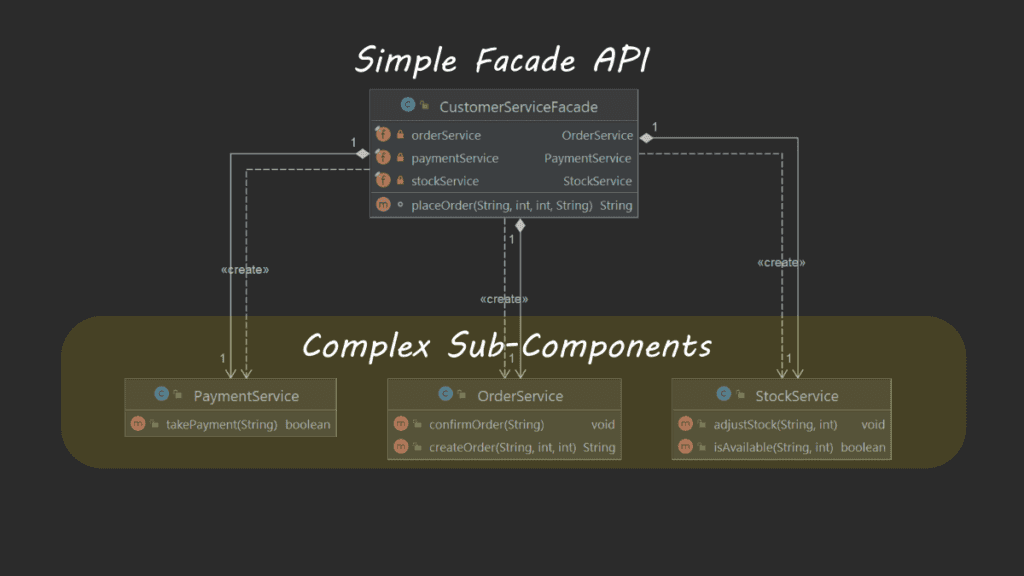 Simple Facade API
CustomerServiceFacade
1
1
orderService OrderService
paymentService PaymentService
stockService StockService
placeOrder(String, int, int, String) String
1
«create»
«create»
«create»
Complex Sub-Components
1
1
1
PaymentService
takePayment(String) boolean
OrderService
confirmOrder(String) void
createOrder(String, int, int) String
StockService
adjustStock(String, int) void
isAvailable(String, int) boolean